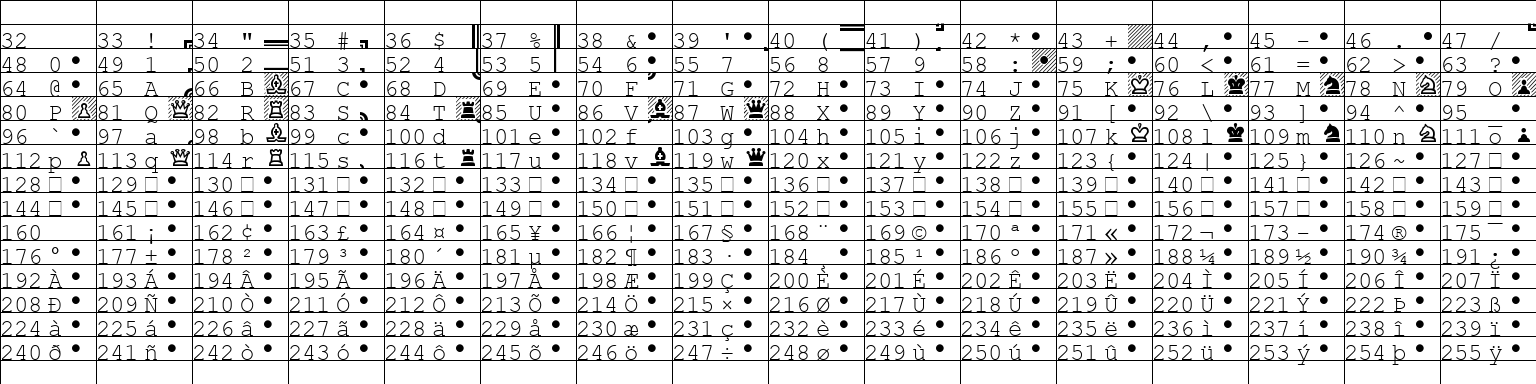 32 33 ! 34 " 35 # 36 $ 37 % 38 & 39 ' 40 ( 41 ) 42 * 43 + 44 , 45 - 46 . 47 /
48 0 49 1 50 2 51 3 52 4 53 5 54 6 55 7 56 8 57 9 58 : 59 ; 60 < 61 = 62 > 63 ?
64 @ 65 A 66 B 67 C 68 D 69 E 70 F 71 G 72 H 73 I 74 J 75 K 76 L 77 M 78 N 79 O
80 P 81 Q 82 R 83 S 84 T 85 U 86 V 87 W 88 X 89 Y 90 Z 91 [ 92 \ 93 ] 94 ^ 95 _
96 ` 97 a 98 b 99 c 100 d 101 e 102 f 103 g 104 h 105 i 106 j 107 k 108 l 109 m 110 n 111 o
112 p 113 q 114 r 115 s 116 t 117 u 118 v 119 w 120 x 121 y 122 z 123 { 124 | 125 } 126 ~ 127 □
128 □ 129 □ 130 □ 131 □ 132 □ 133 □ 134 □ 135 □ 136 □ 137 □ 138 □ 139 □ 140 □ 141 □ 142 □ 143 □
144 □ 145 □ 146 □ 147 □ 148 □ 149 □ 150 □ 151 □ 152 □ 153 □ 154 □ 155 □ 156 □ 157 □ 158 □ 159 □
160 161 ¡ 162 ¢ 163 £ 164 ¤ 165 ¥ 166 ¦ 167 § 168 ¨ 169 © 170 ª 171 « 172 ¬ 173 - 174 ® 175 ¯
176 ° 177 ± 178 ² 179 ³ 180 ´ 181 µ 182 ¶ 183 · 184 ¸ 185 ¹ 186 º 187 » 188 ¼ 189 ½ 190 ¾ 191 ¿
192 À 193 Á 194 Â 195 Ã 196 Ä 197 Å 198 Æ 199 Ç 200 È 201 É 202 Ê 203 Ë 204 Ì 205 Í 206 Î 207 Ï
208 Ð 209 Ñ 210 Ò 211 Ó 212 Ô 213 Õ 214 Ö 215 × 216 Ø 217 Ù 218 Ú 219 Û 220 Ü 221 Ý 222 Þ 223 ß
224 à 225 á 226 â 227 ã 228 ä 229 å 230 æ 231 ç 232 è 233 é 234 ê 235 ë 236 ì 237 í 238 î 239 ï
240 ð 241 ñ 242 ò 243 ó 244 ô 245 õ 246 ö 247 ÷ 248 ø 249 ù 250 ú 251 û 252 ü 253 ý 254 þ 255 ÿ